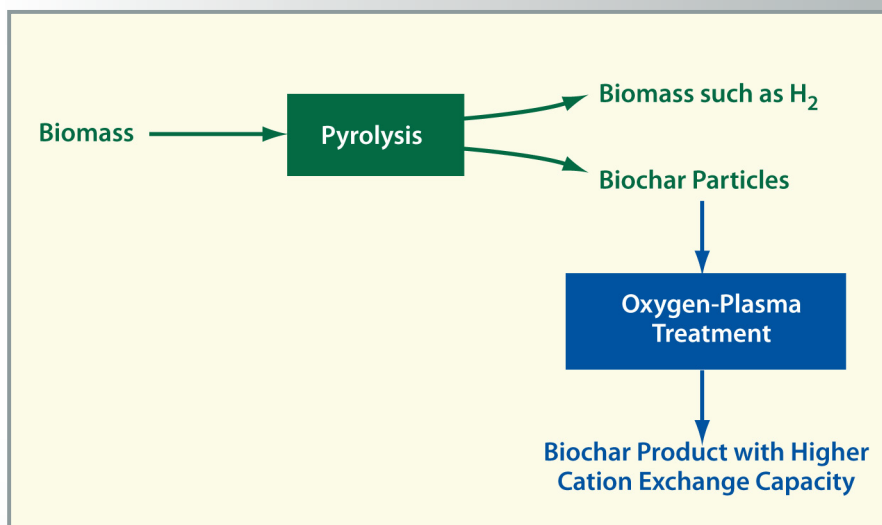 Biomass
Pyrolysis
Biomass such as H₂
Biochar Particles
Oxygen-Plasma
Treatment
Biochar Product with Higher
Cation Exchange Capacity